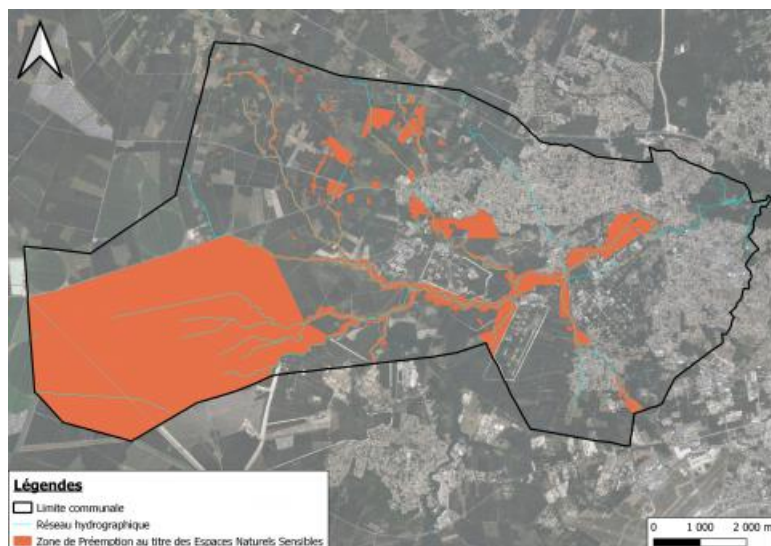 Légendes
Limite communale
Réseau hydrographique
Zone de Préemption au titre des Espaces Naturels Sensibles
0 1 000 2 000 m